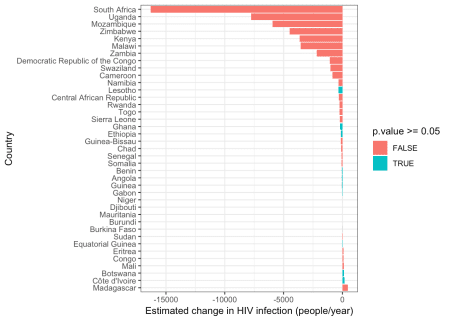 South Africa
Uganda
Mozambique
Zimbabwe
Kenya
Malawi
Zambia
Democratic Republic of the Congo
Swaziland
Cameroon
Namibia
Lesotho
Central African Republic
Rwanda
Togo
Sierra Leone
Ghana
Ethiopia
Guinea-Bissau
Chad
Senegal
Somalia
Benin
Angola
Guinea
Gabon
Niger
Djibouti
Mauritania
Burundi
Burkina Faso
Sudan
Equatorial Guinea
Eritrea
Congo
Mali
Botswana
Côte d'Ivoire
Madagascar
Country
-15000 -10000 -5000 0
Estimated change in HIV infection (people/year)
p.value >= 0.05
FALSE
TRUE